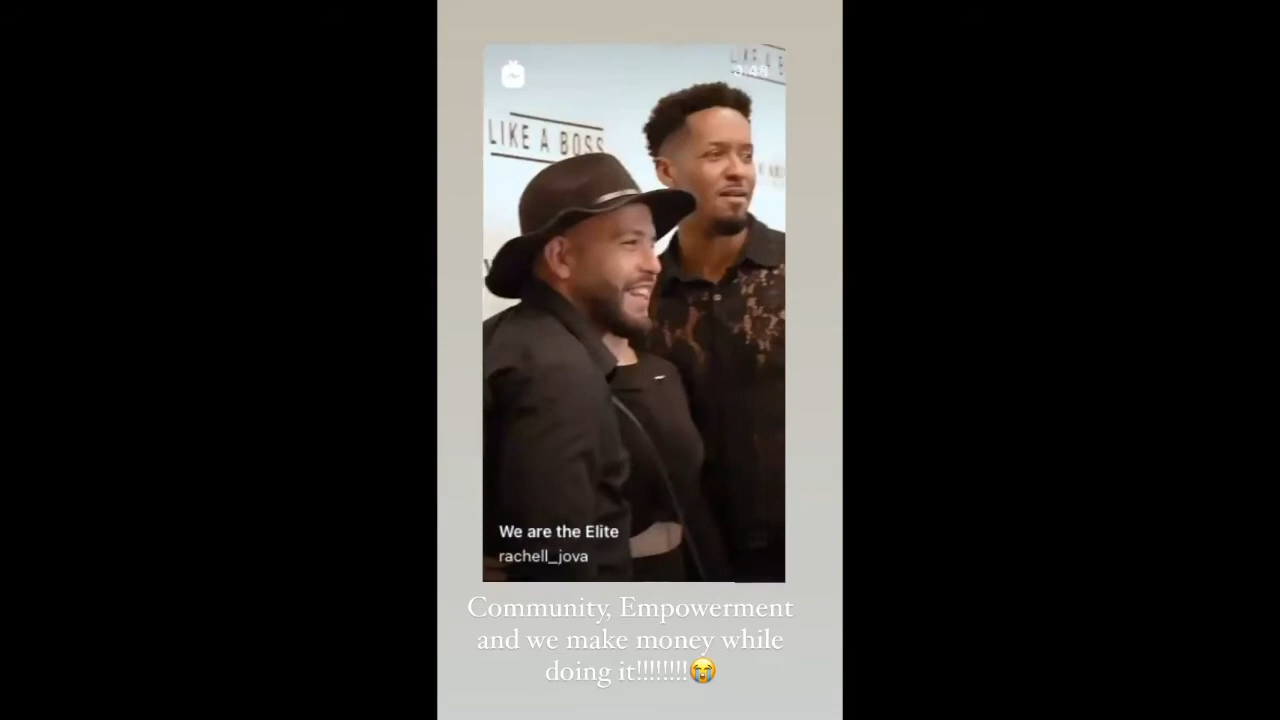 LIKE A BOSS
We are the Elite
rachell_jova
Community, Empowerment
and we make money while
doing it!!!!!!!!😭